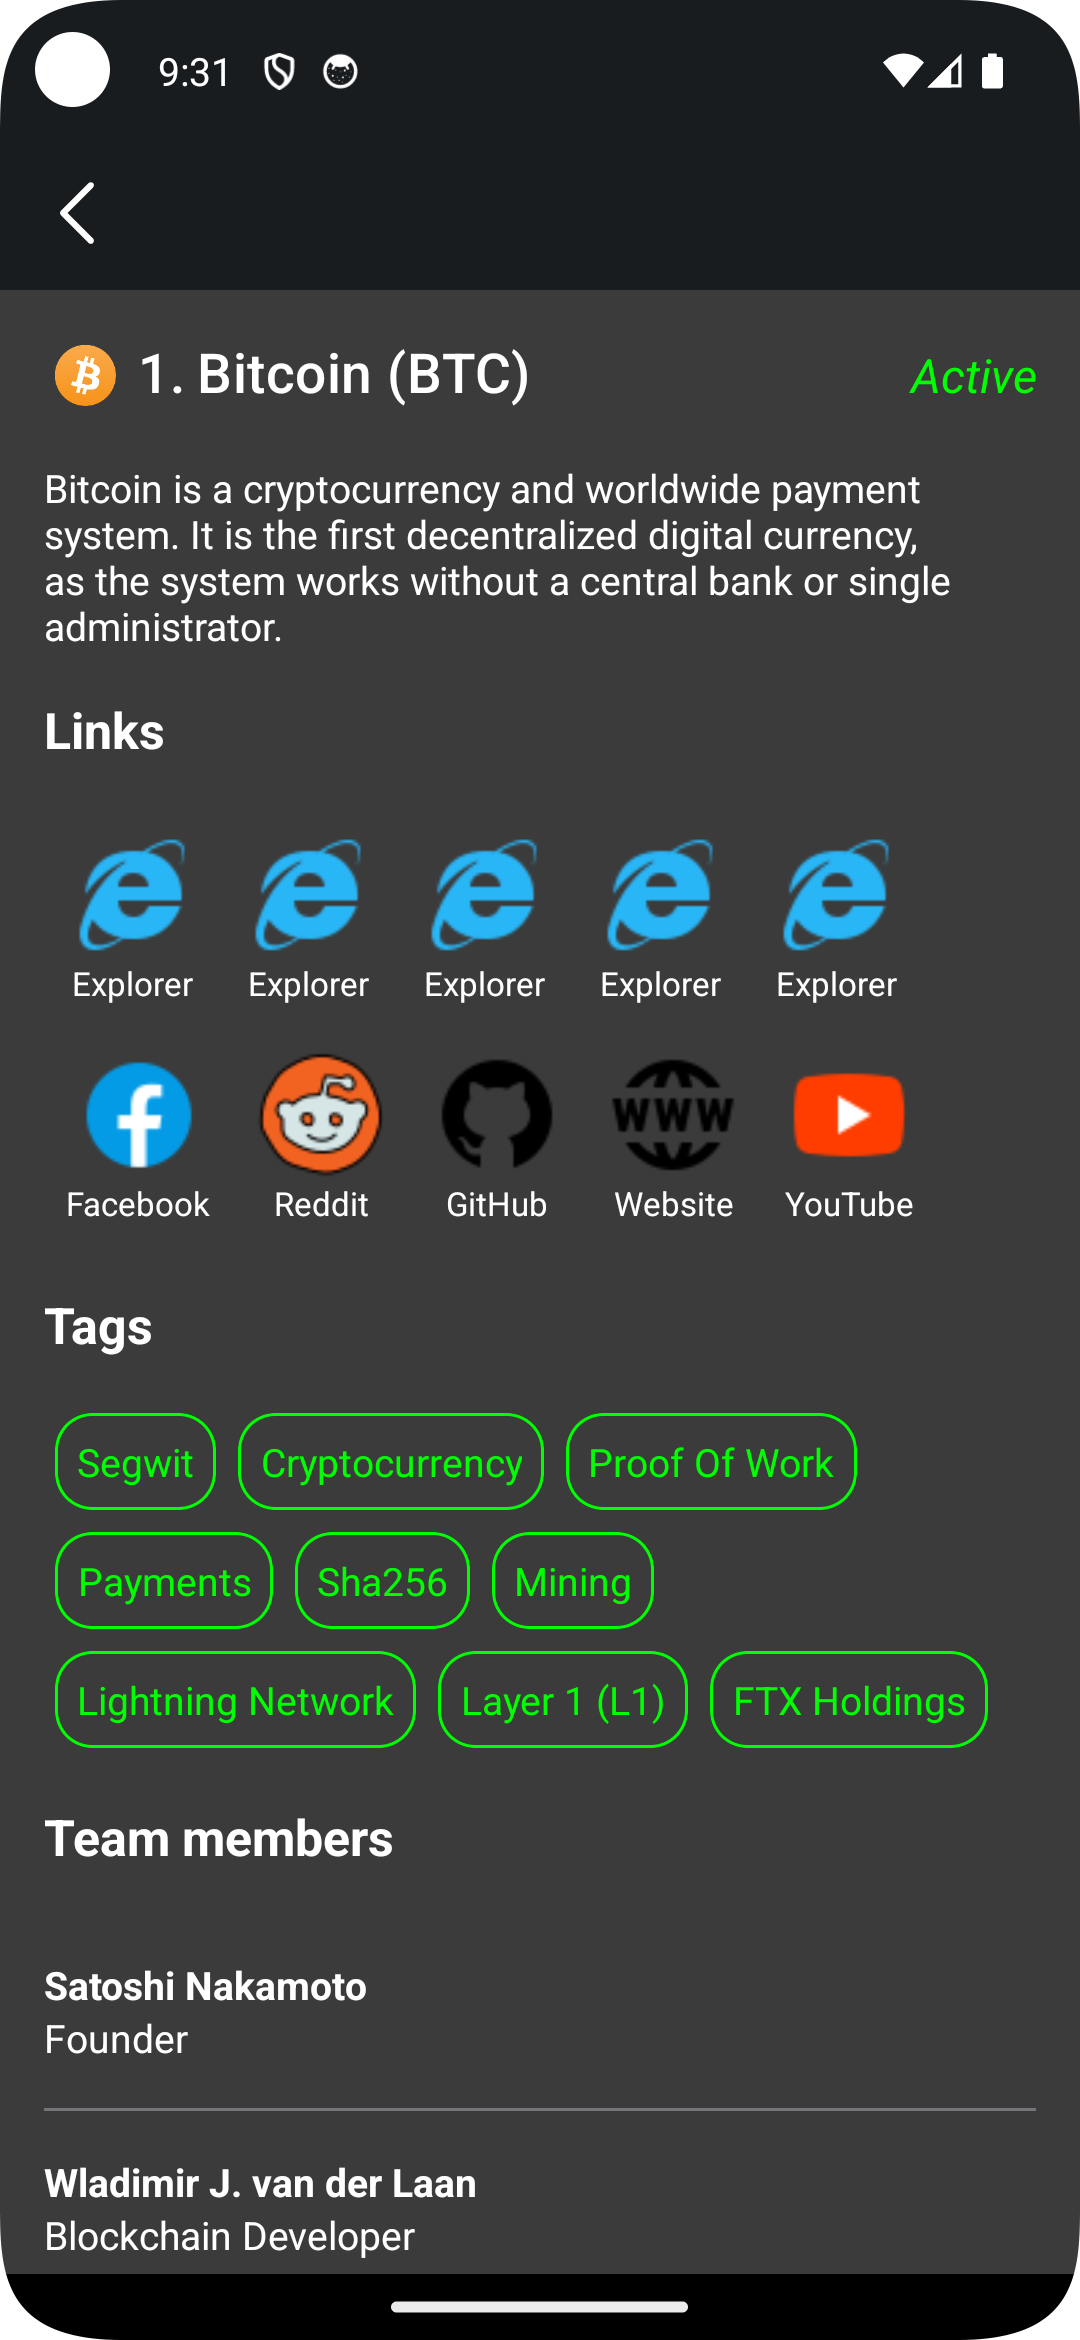 9:31
1. Bitcoin (BTC)
Active
Bitcoin is a cryptocurrency and worldwide payment
system. It is the first decentralized digital currency,
as the system works without a central bank or single
administrator.
Links
Explorer Explorer Explorer Explorer Explorer
WWW
Facebook Reddit GitHub Website YouTube
Tags
Segwit Cryptocurrency Proof Of Work
Payments Sha256 Mining
Lightning Network Layer 1 (L1) FTX Holdings
Team members
Satoshi Nakamoto
Founder
Wladimir J. van der Laan
Blockchain Developer